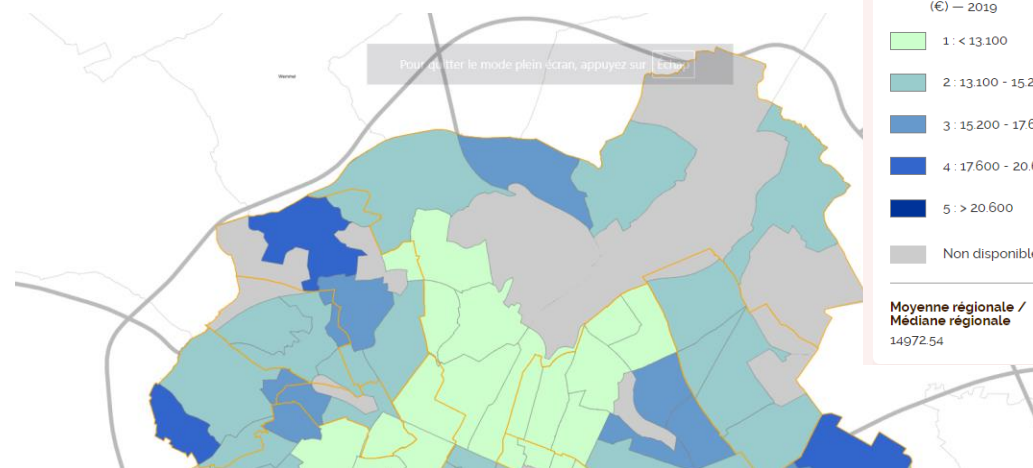 (€) — 2019
1 : < 13.100
2 : 13.100 - 15.2
3 : 15.200 - 17.6
4 : 17.600 - 20.6
5 : > 20.600
Non disponible
Moyenne régionale /
Médiane régionale
14972.54
Pour quitter le mode plein écran, appuyez sur Échap
Wemmel